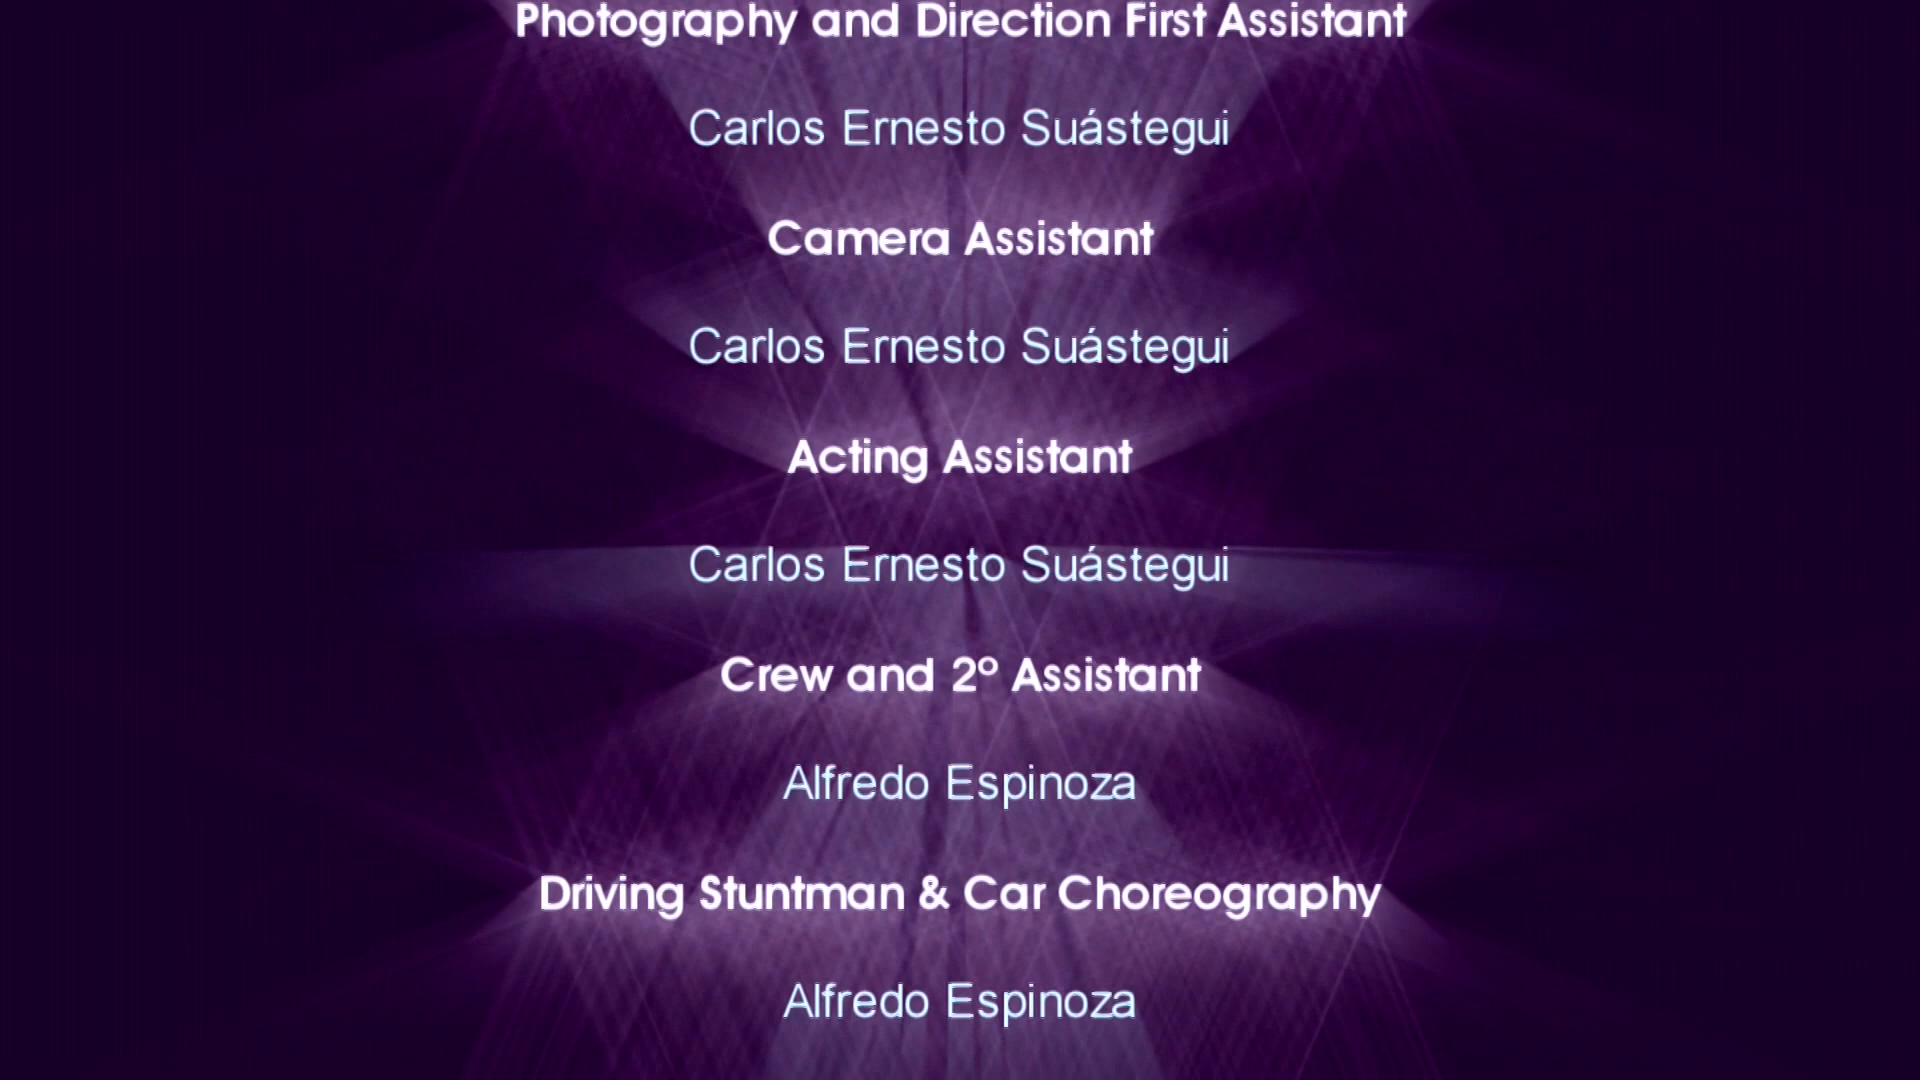 Photography and Direction First Assistant
Carlos Ernesto Suástegui
Camera Assistant
Carlos Ernesto Suástegui
Acting Assistant
Carlos Ernesto Suástegui
Crew and 2º Assistant
Alfredo Espinoza
Driving Stuntman & Car Choreography
Alfredo Espinoza